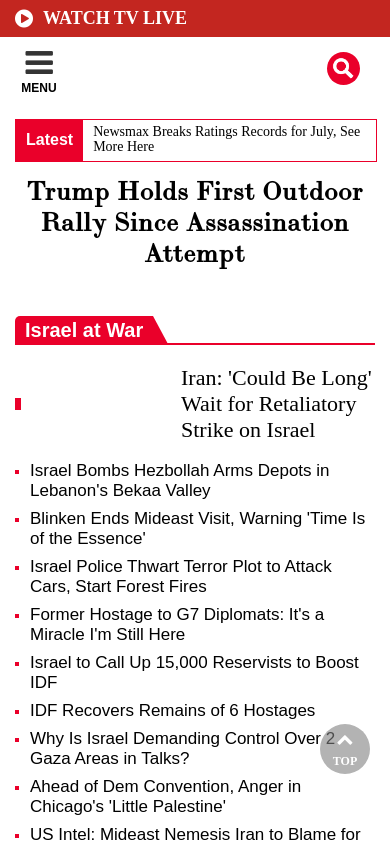 WATCH TV LIVE
MENU
Latest
Newsmax Breaks Ratings Records for July, See
More Here
Trump Holds First Outdoor
Rally Since Assassination
Attempt
Israel at War
Iran: 'Could Be Long'
Wait for Retaliatory
Strike on Israel
Israel Bombs Hezbollah Arms Depots in
Lebanon's Bekaa Valley
Blinken Ends Mideast Visit, Warning 'Time Is
of the Essence'
Israel Police Thwart Terror Plot to Attack
Cars, Start Forest Fires
Former Hostage to G7 Diplomats: It's a
Miracle I'm Still Here
Israel to Call Up 15,000 Reservists to Boost
IDF
IDF Recovers Remains of 6 Hostages
Why Is Israel Demanding Control Over 2
Gaza Areas in Talks?
TOP
Ahead of Dem Convention, Anger in
Chicago's 'Little Palestine'
US Intel: Mideast Nemesis Iran to Blame for